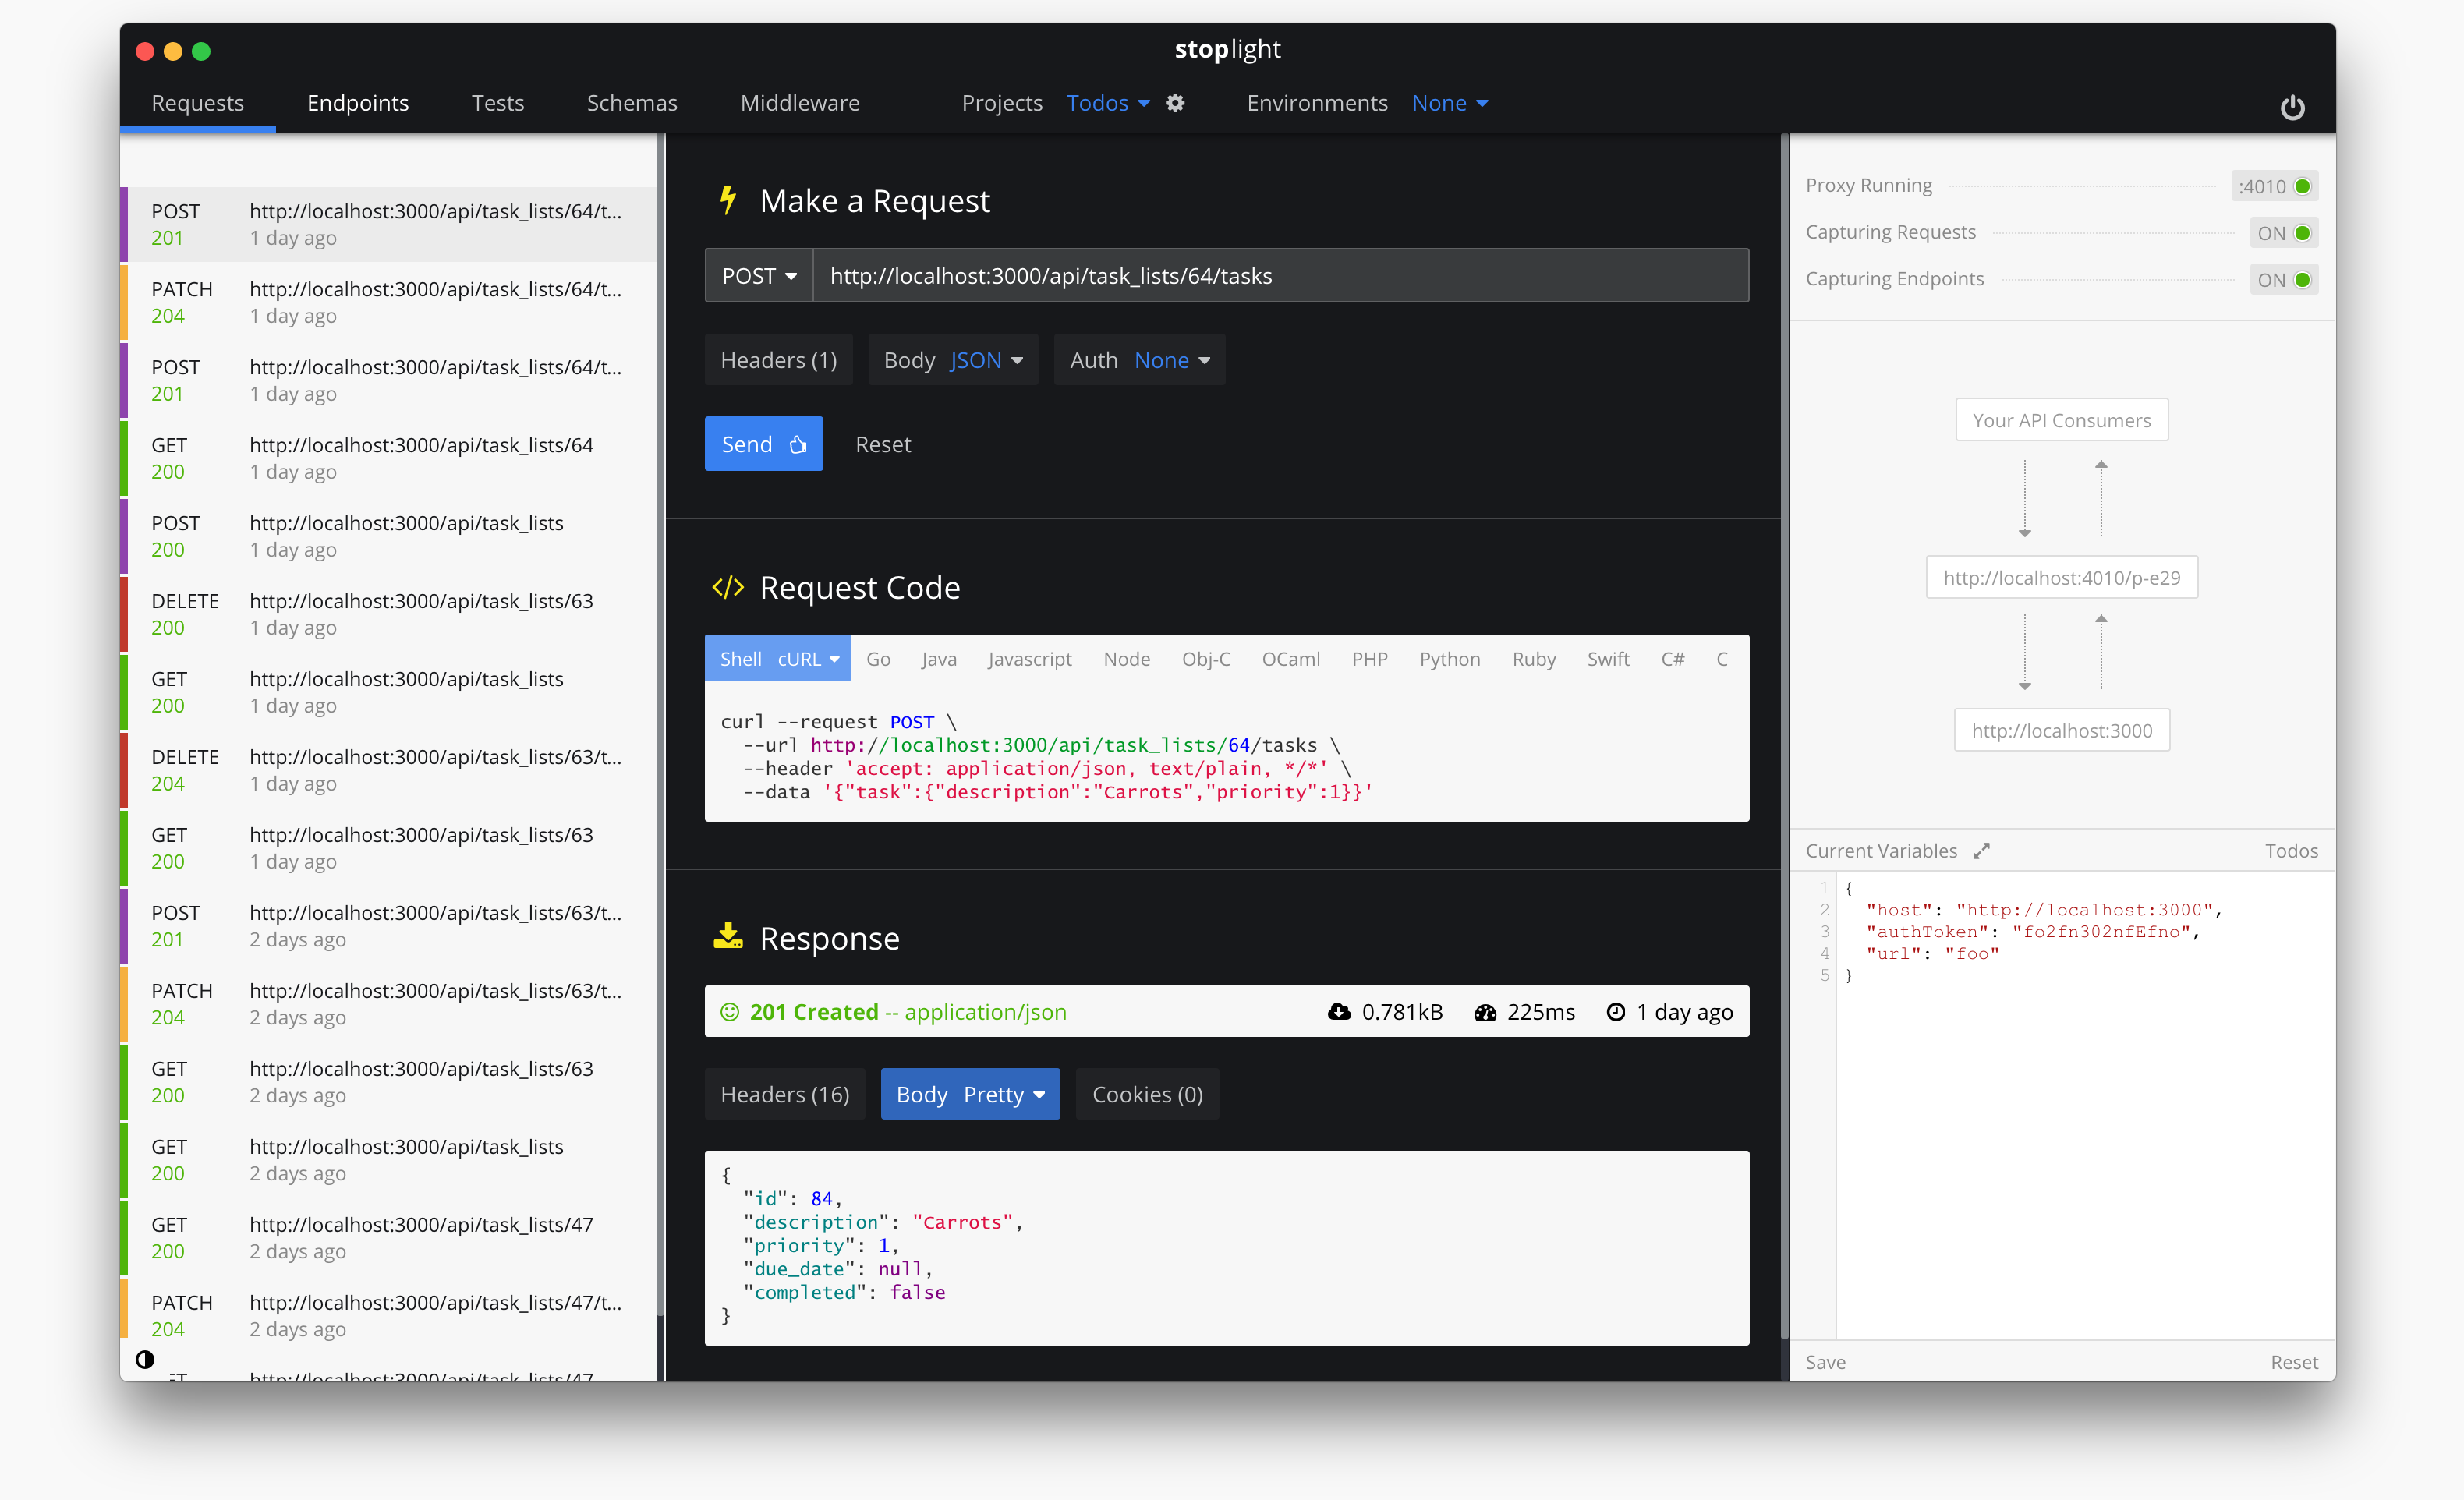 stoplight
Requests Endpoints Tests Schemas Middleware Projects Todos Environments None
POST http://localhost:3000/api/task_lists/64/t...
201 1 day ago
PATCH http://localhost:3000/api/task_lists/64/t...
204 1 day ago
POST http://localhost:3000/api/task_lists/64/t...
201 1 day ago
GET http://localhost:3000/api/task_lists/64
200 1 day ago
POST http://localhost:3000/api/task_lists
200 1 day ago
DELETE http://localhost:3000/api/task_lists/63
200 1 day ago
GET http://localhost:3000/api/task_lists
200 1 day ago
DELETE http://localhost:3000/api/task_lists/63/t...
204 1 day ago
GET http://localhost:3000/api/task_lists/63
200 1 day ago
POST http://localhost:3000/api/task_lists/63/t...
201 2 days ago
PATCH http://localhost:3000/api/task_lists/63/t...
204 2 days ago
GET http://localhost:3000/api/task_lists/63
200 2 days ago
GET http://localhost:3000/api/task_lists
200 2 days ago
GET http://localhost:3000/api/task_lists/47
200 2 days ago
PATCH http://localhost:3000/api/task_lists/47/t...
204 2 days ago
http://localhost:3000/api/task_lists/47
Make a Request
POST http://localhost:3000/api/task_lists/64/tasks
Headers (1) Body JSON Auth None
Send Reset
</> Request Code
Shell cURL Go Java Javascript Node Obj-C OCaml PHP Python Ruby Swift C# C
curl --request POST \
--url http://localhost:3000/api/task_lists/64/tasks \
--header 'accept: application/json, text/plain, */*' \
--data '{"task":{"description":"Carrots","priority":1}}'
Response
201 Created -- application/json 0.781kB 225ms 1 day ago
Headers (16) Body Pretty Cookies (0)
{
"id": 84,
"description": "Carrots",
"priority": 1,
"due_date": null,
"completed": false
}
Proxy Running :4010
Capturing Requests ON
Capturing Endpoints ON
Your API Consumers
http://localhost:4010/p-e29
http://localhost:3000
Current Variables Todos
1 {
2 "host": "http://localhost:3000",
3 "authToken": "fo2fn302nfEfno",
4 "url": "foo"
5 }
Save Reset